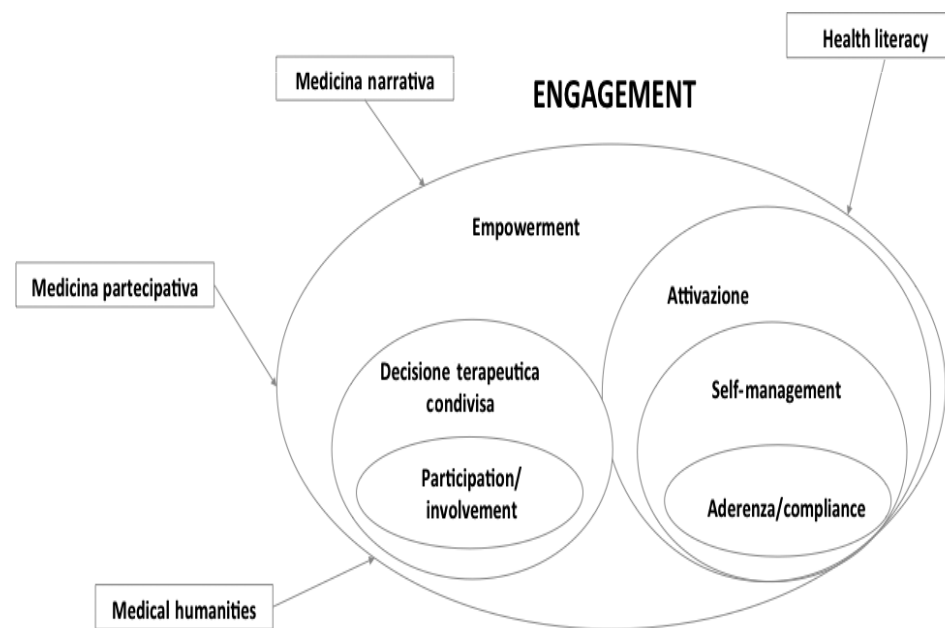 Health literacy
Medicina narrativa
ENGAGEMENT
Empowerment
Medicina partecipativa
Attivazione
Decisione terapeutica
condivisa
Self-management
Participation/
involvement
Aderenza/compliance
Medical humanities